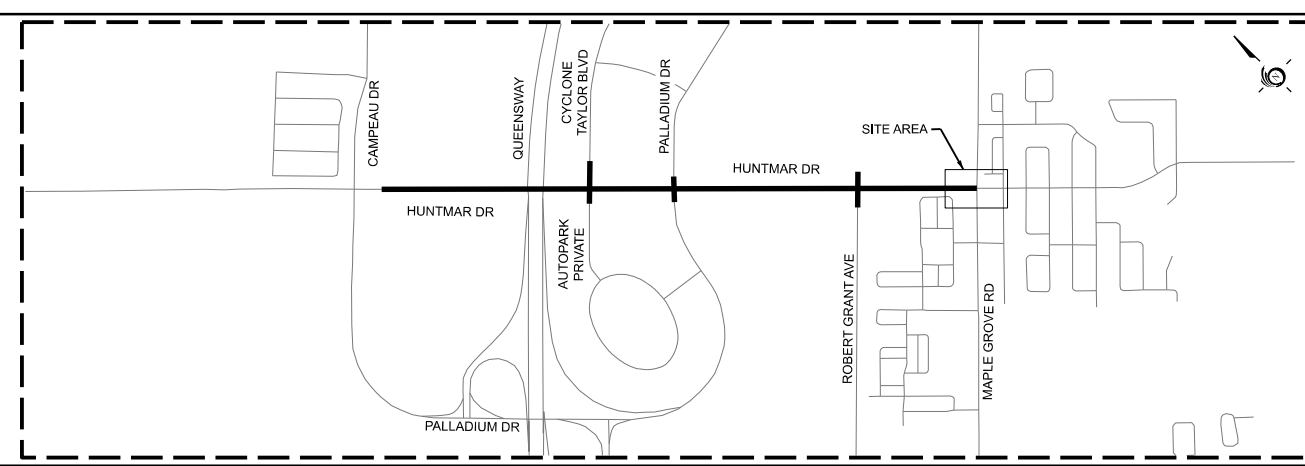 CAMPEAU DR
QUEENSWAY
CYCLONE
TAYLOR BLVD
PALLADIUM DR
SITE AREA
HUNTMAR DR
HUNTMAR DR
AUTOPARK
PRIVATE
ROBERT GRANT AVE
MAPLE GROVE RD
PALLADIUM DR